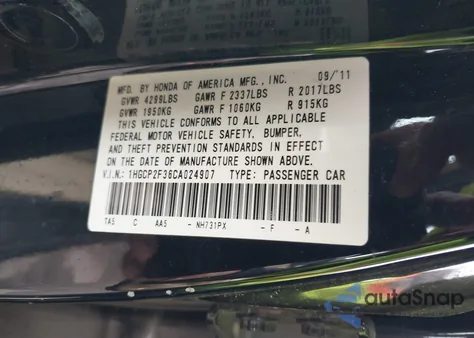 MFD. BY HONDA OF AMERICA MFG., INC. 09/11
GVWR 4299LBS GAWR F 2337LBS R 2017LBS
GVWR 1950KG GAWR F 1060KG R 915KG
THIS VEHICLE CONFORMS TO ALL APPLICABLE
FEDERAL MOTOR VEHICLE SAFETY, BUMPER,
AND THEFT PREVENTION STANDARDS IN EFFECT
ON THE DATE OF MANUFACTURE SHOWN ABOVE.
V.I.N.: 1HGCP2F36CA024907 TYPE: PASSENGER CAR
TA5 C AA5 -NH731PX -F -A
autoSnap